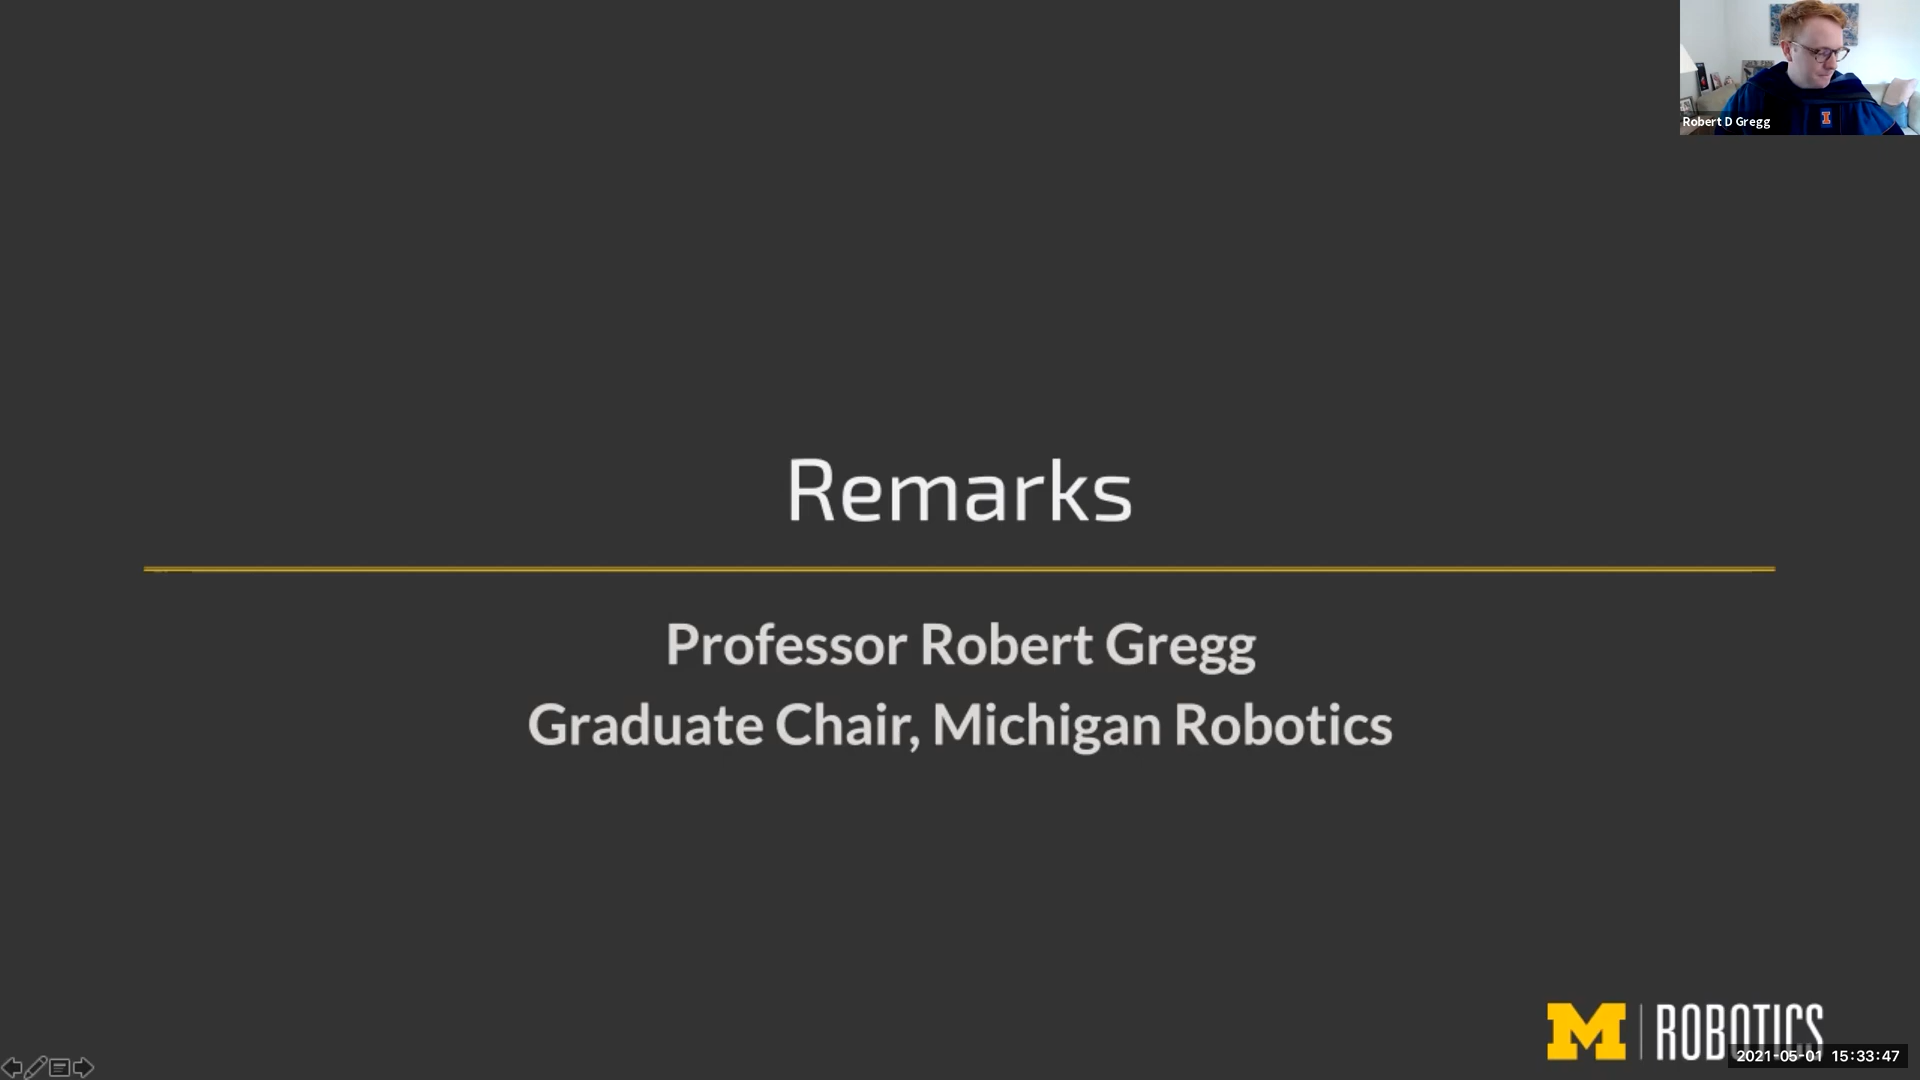 Robert D Gregg
I
Remarks
Professor Robert Gregg
Graduate Chair, Michigan Robotics
M | ROBOTICS
2021-05-01 15:33:47